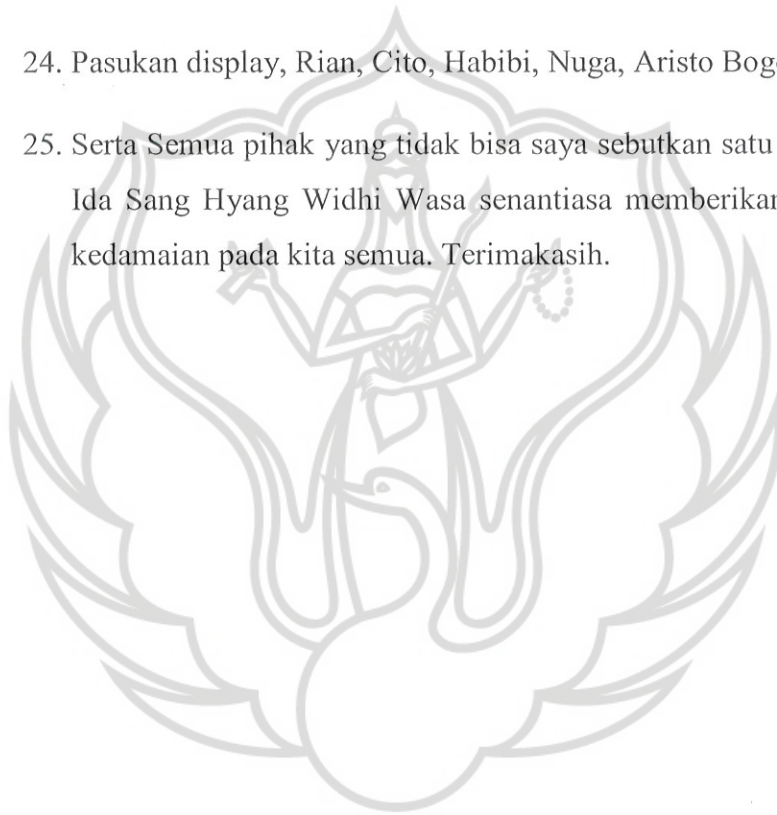 24. Pasukan display, Rian, Cito, Habibi, Nuga, Aristo
25. Serta Semua pihak yang tidak bisa saya sebutkan satu
Ida Sang Hyang Widhi Wasa senantiasa
kedamaian pada kita semua. Terimakasih.